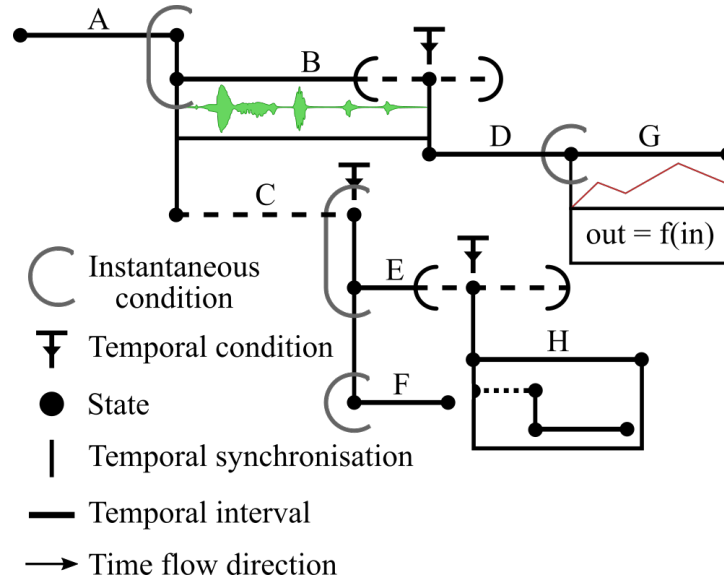 A
B
D
G
C
out = f(in)
E
Instantaneous
condition
H
Temporal condition
F
State
Temporal synchronisation
Temporal interval
Time flow direction